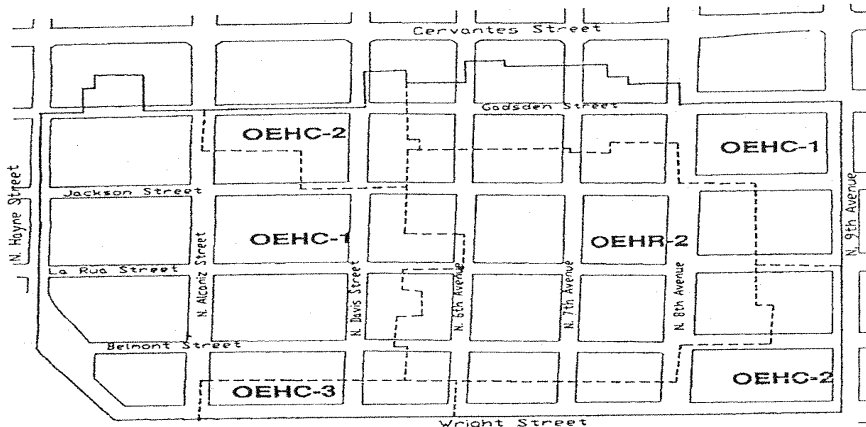 Cervantes Street
Gadsden Street
OEHC-2
OEHC-1
N. Hayne Street
Jackson Street
N. 9th Avenue
OEHC-1
OEHR-2
La Rua Street
N. Alcaniz Street
N. Davis Street
N. 6th Avenue
N. 7th Avenue
N. 8th Avenue
Belmont Street
OEHC-3
OEHC-2
Wright Street